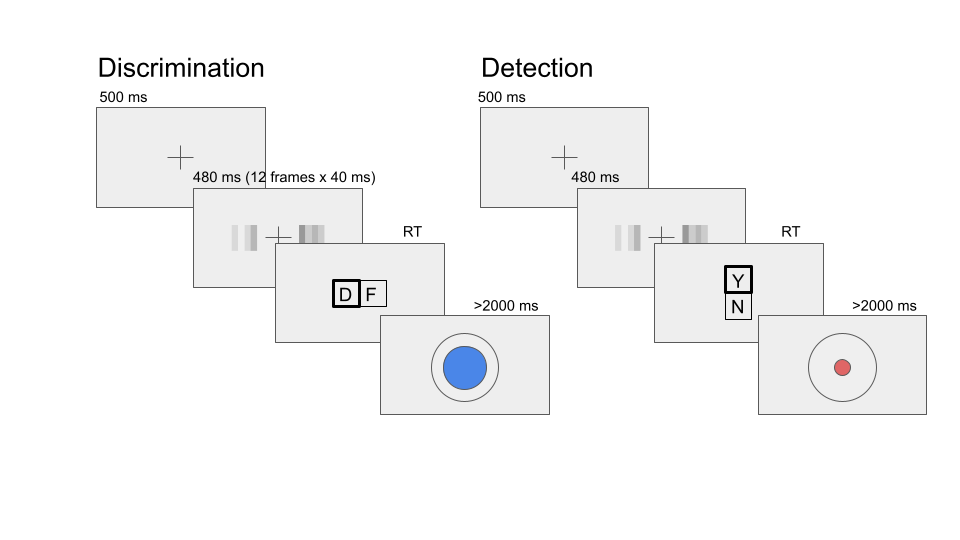 Discrimination
500 ms
480 ms (12 frames x 40 ms)
RT
D F
>2000 ms
Detection
500 ms
480 ms
RT
Y
N
>2000 ms